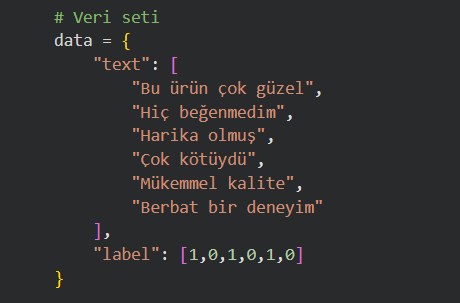 # Veri seti
data = {
"text": [
"Bu ürün çok güzel",
"Hiç beğenmedim",
"Harika olmuş",
"Çok kötüydü",
"Mükemmel kalite",
"Berbat bir deneyim"
],
"label": [1,0,1,0,1,0]
}